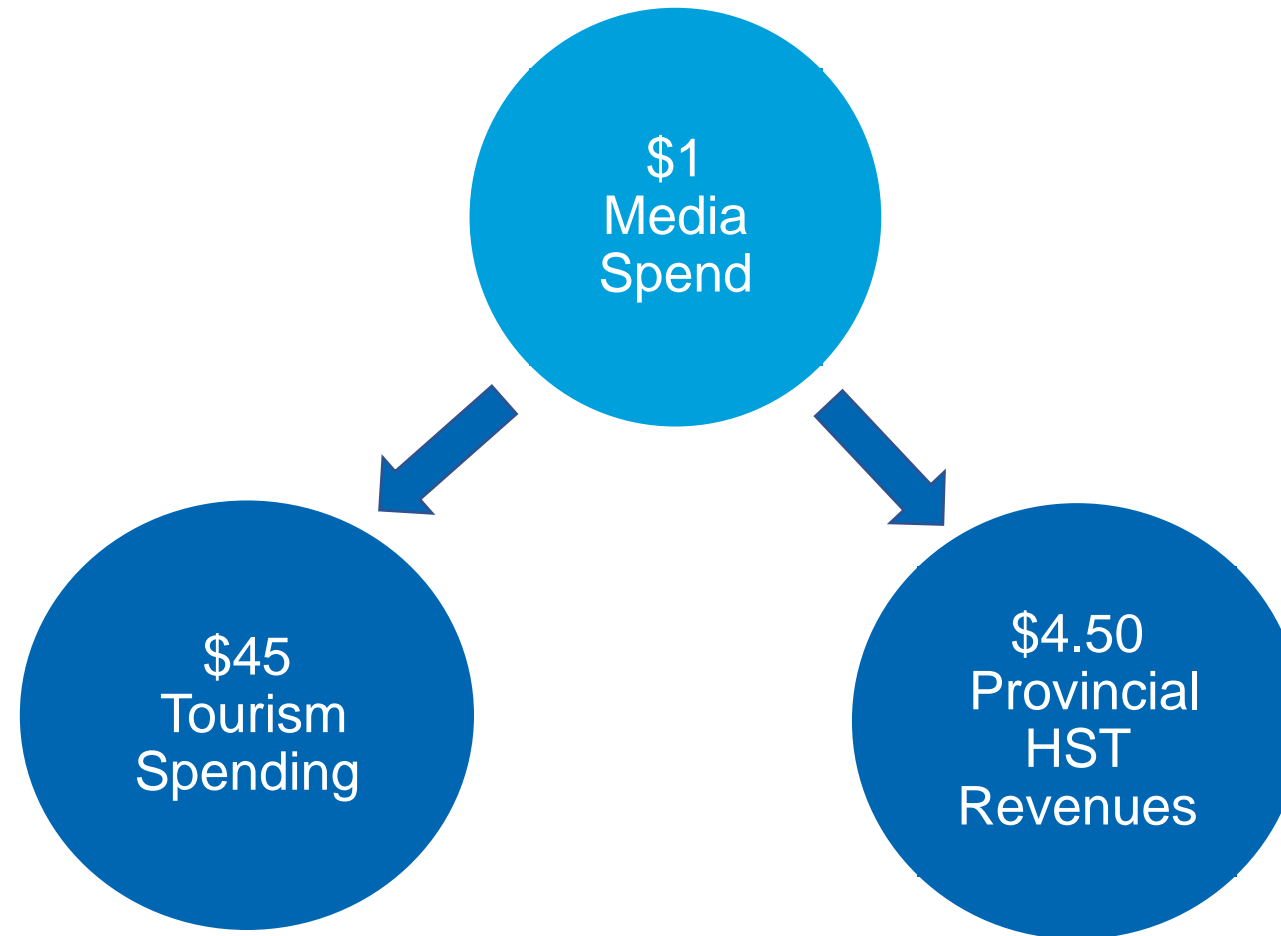 $1
Media
Spend
$45
Tourism
Spending
$4.50
Provincial
HST
Revenues